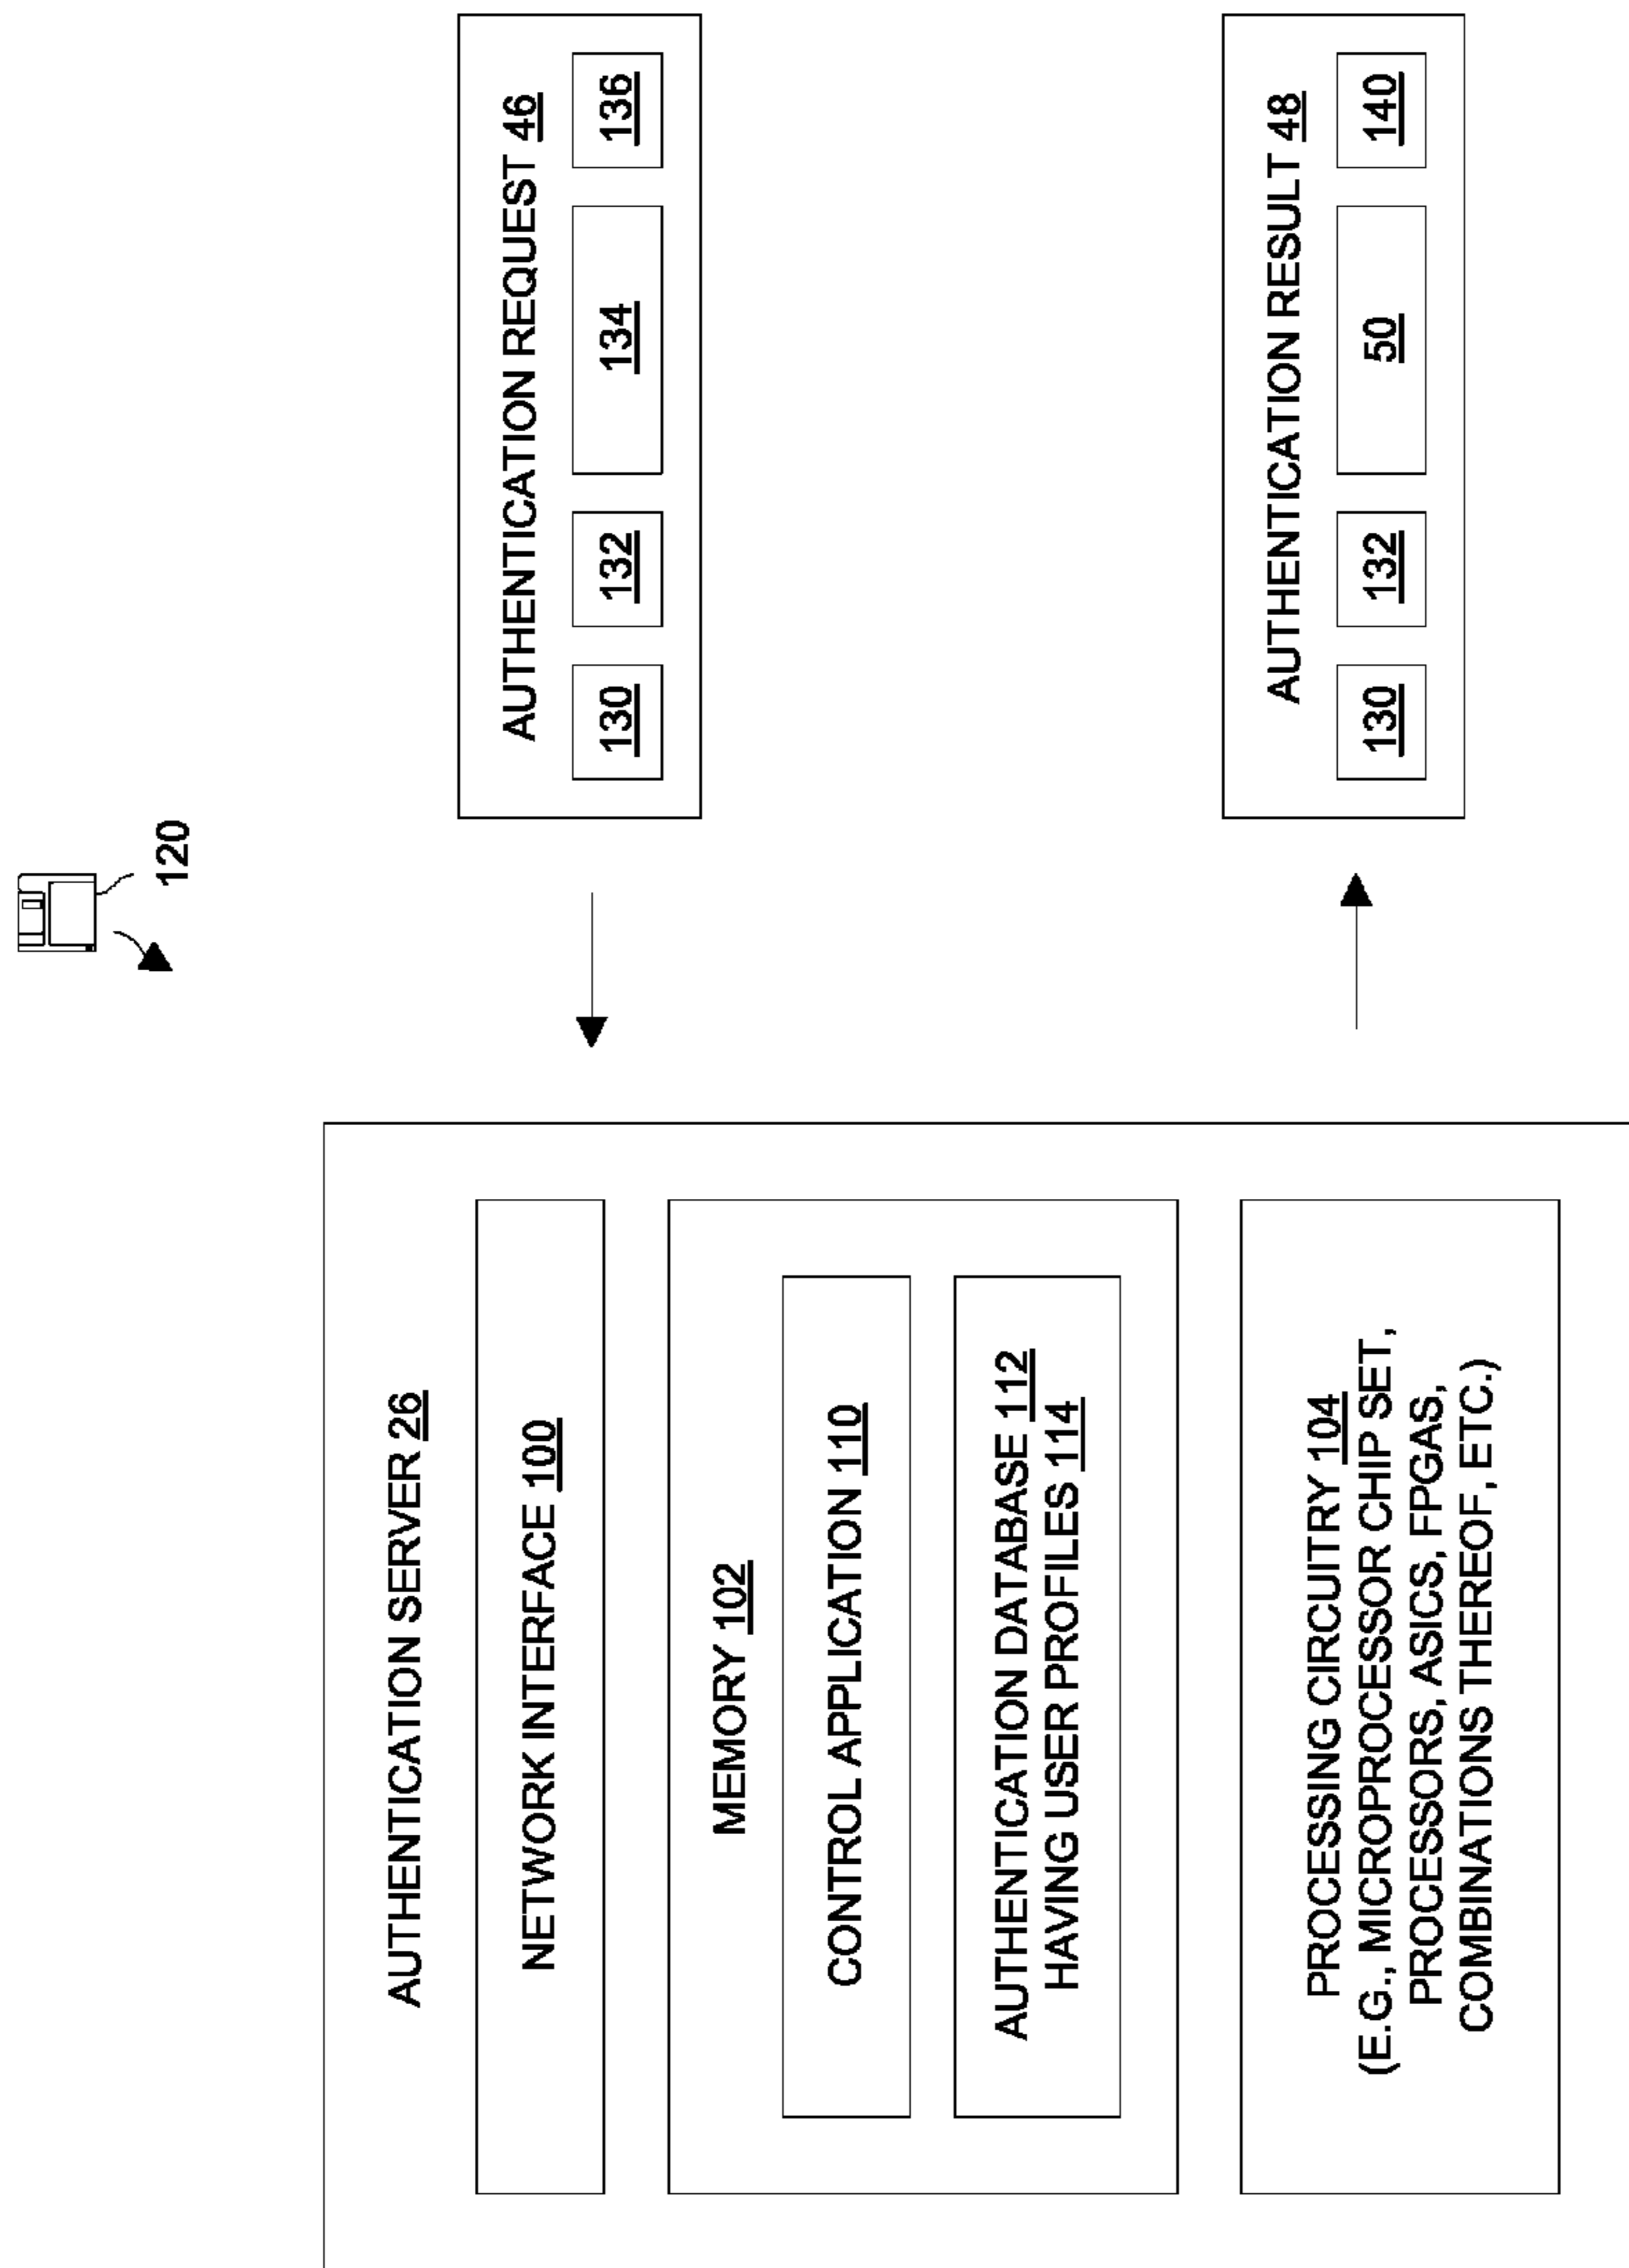 120
AUTHENTICATION SERVER 26
NETWORK INTERFACE 100
MEMORY 102
CONTROL APPLICATION 110
AUTHENTICATION DATABASE 112
HAVING USER PROFILES 114
PROCESSING CIRCUITRY 104
(E.G., MICROPROCESSOR CHIP SET,
PROCESSORS, ASICS, FPGAS,
COMBINATIONS THEREOF, ETC.)
AUTHENTICATION REQUEST 46
130 132 134 136
AUTHENTICATION RESULT 48
130 132 50 140